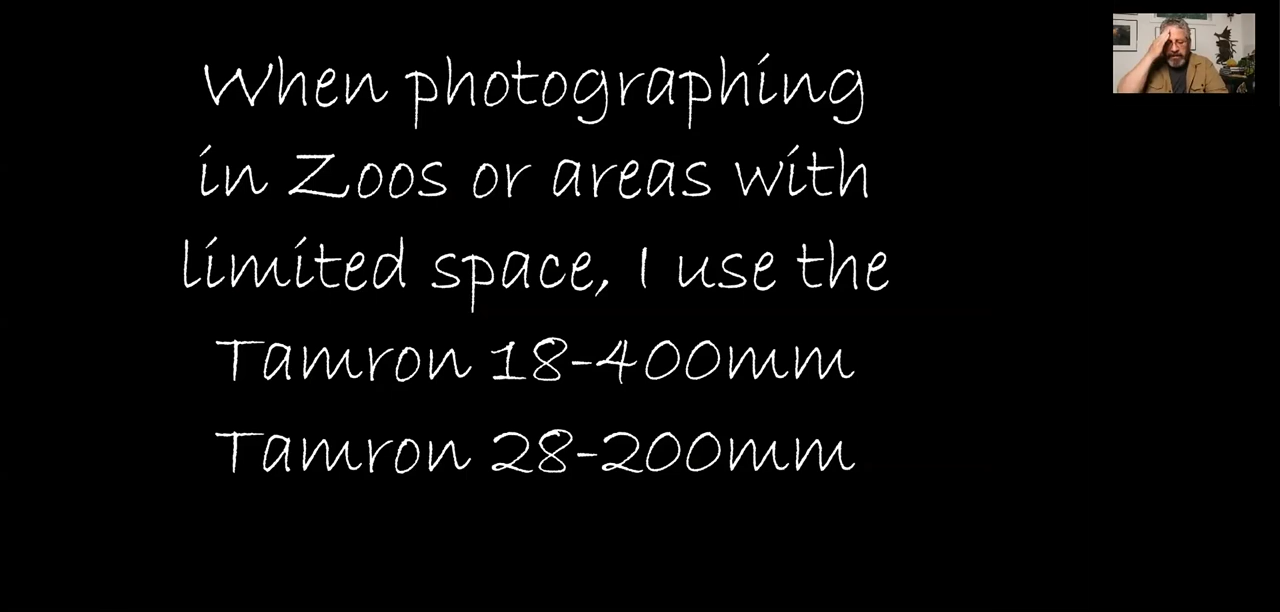 When photographing
in Zoos or areas with
limited space, I use the
Tamron 18-400mm
Tamron 28-200mm